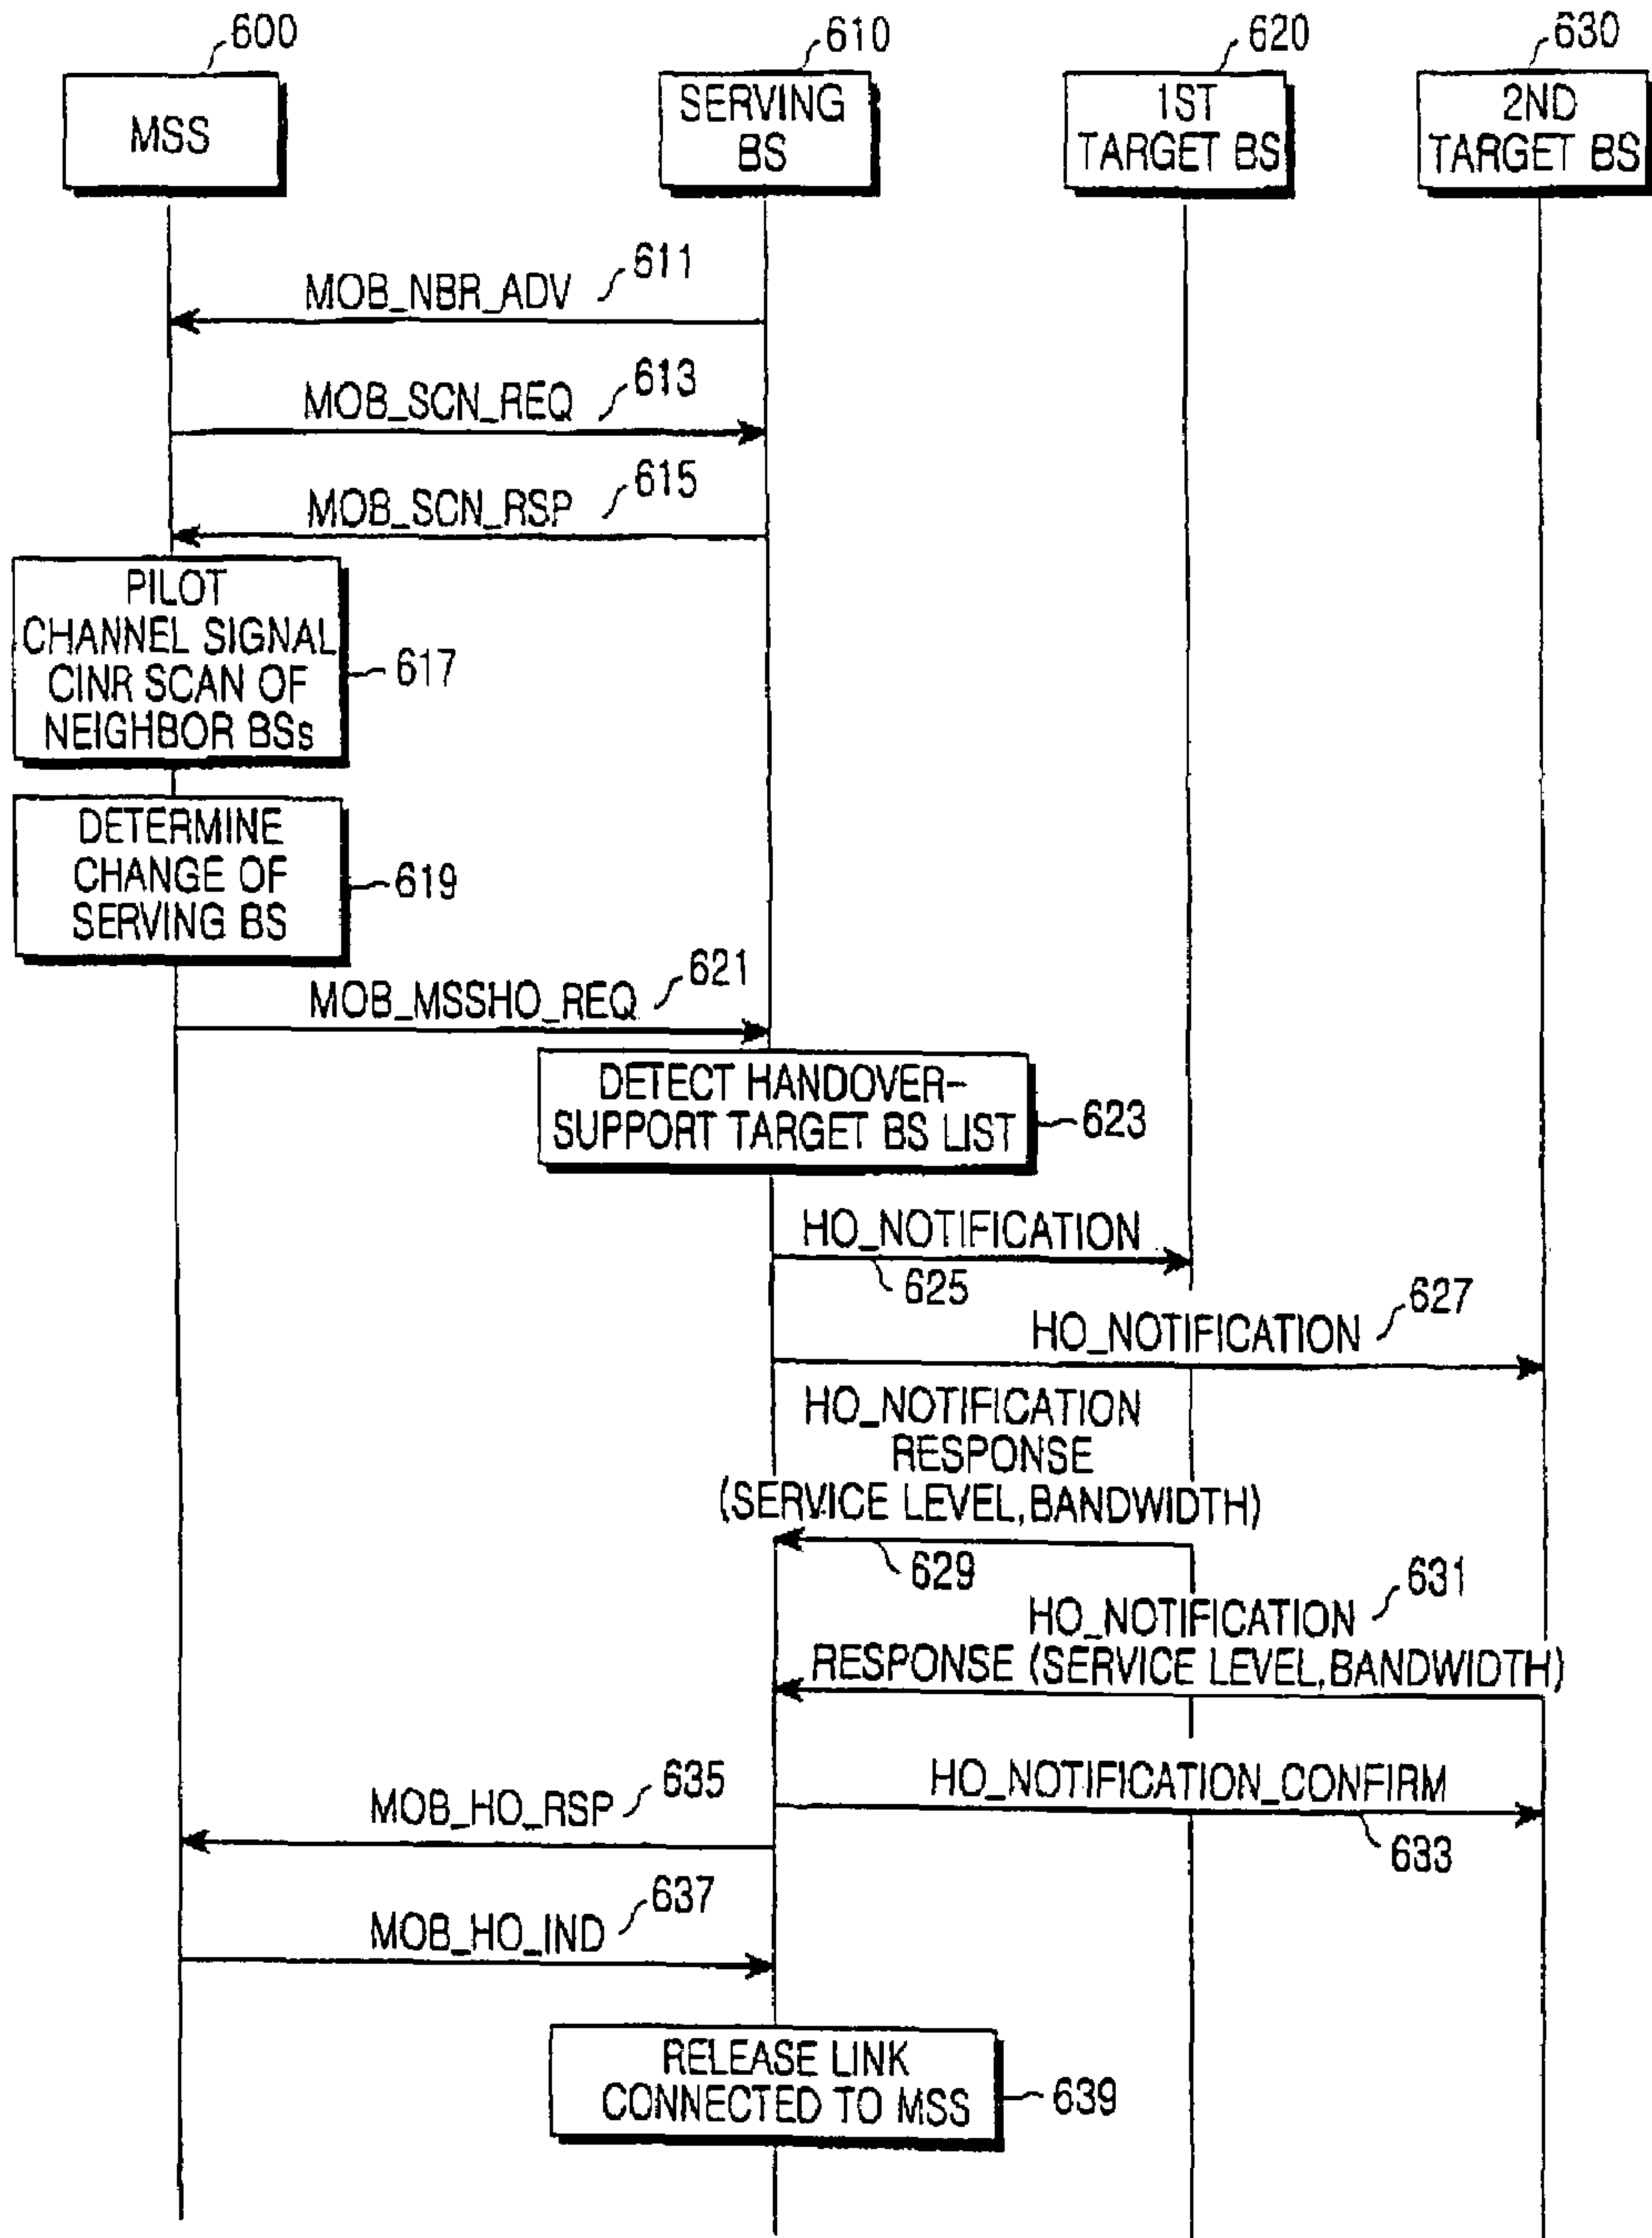 600
610
620
630
MSS
SERVING
BS
1ST
TARGET BS
2ND
TARGET BS
611
MOB_NBR_ADV
613
MOB_SCN_REQ
615
MOB_SCN_RSP
PILOT
CHANNEL SIGNAL
CINR SCAN OF
NEIGHBOR BSs
617
DETERMINE
CHANGE OF
SERVING BS
619
621
MOB_MSSHO_REQ
DETECT HANDOVER-
SUPPORT TARGET BS LIST
623
HO_NOTIFICATION
625
627
HO_NOTIFICATION
HO_NOTIFICATION
RESPONSE
(SERVICE LEVEL,BANDWIDTH)
629
631
HO_NOTIFICATION
RESPONSE (SERVICE LEVEL,BANDWIDTH)
635
MOB_HO_RSP
HO_NOTIFICATION_CONFIRM
633
637
MOB_HO_IND
RELEASE LINK
CONNECTED TO MSS
639